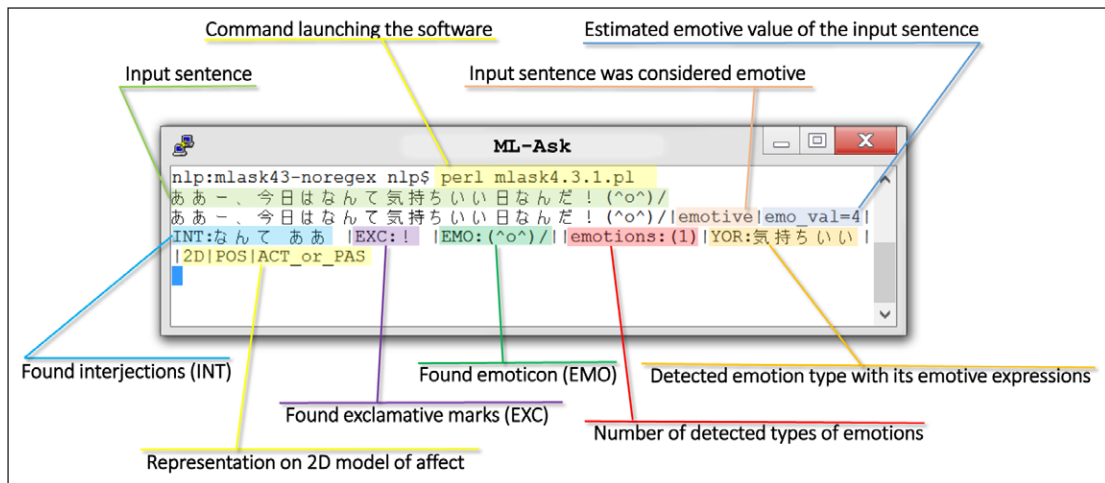 Command launching the software
Estimated emotive value of the input sentence
Input sentence
Input sentence was considered emotive
ML-Ask
nlp:mlask43-noregex nlp$ perl mlask4.3.1.pl
ああー、今日はなんて気持ちいい日なんだ！(^o^)/
ああー、今日はなんて気持ちいい日なんだ！(^o^)/|emotive|emo_val=4|
INT:なんて ああ |EXC:！ |EMO:(^o^)/||emotions:(1)|YOR:気持ちいい|
|2D|POS|ACT_or_PAS
Found interjections (INT)
Found emoticon (EMO)
Detected emotion type with its emotive expressions
Found exclamative marks (EXC)
Number of detected types of emotions
Representation on 2D model of affect